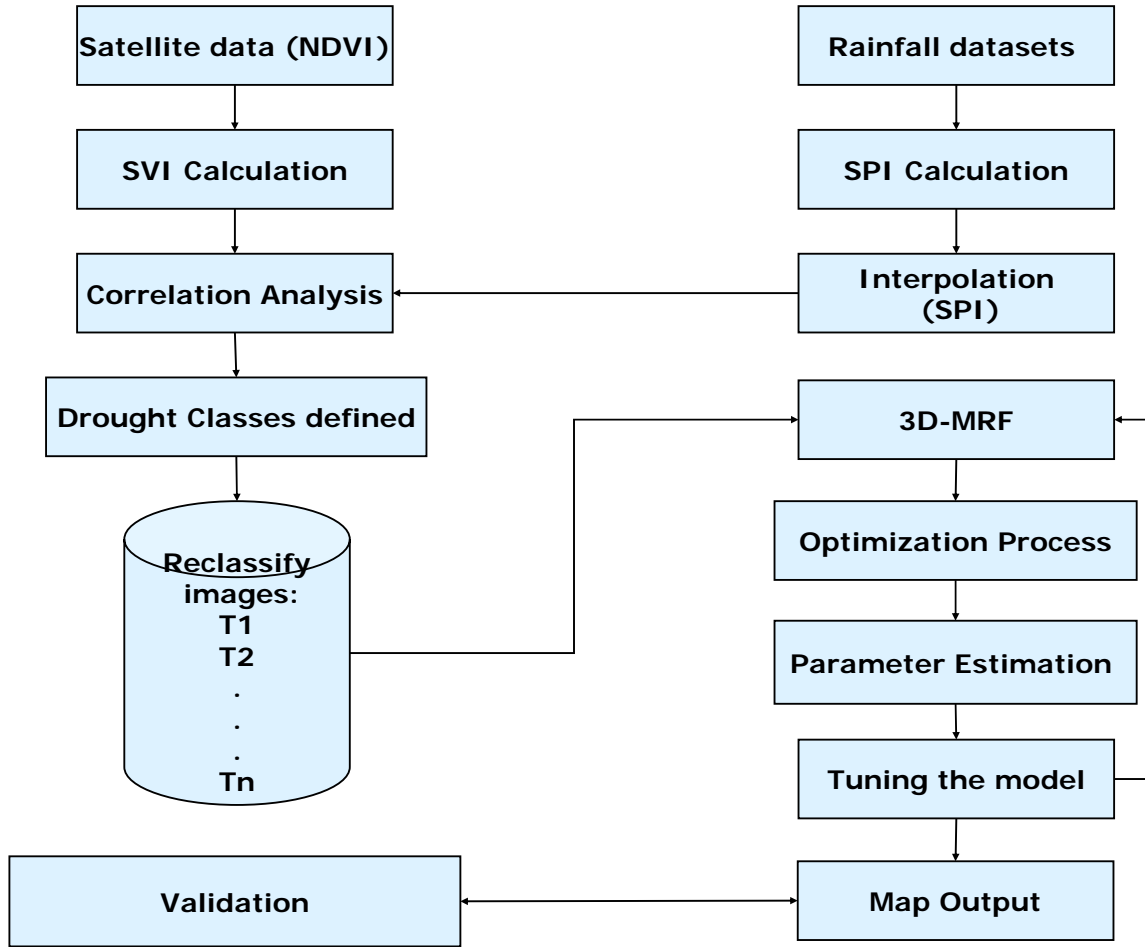 Satellite data (NDVI)
Rainfall datasets
SVI Calculation
SPI Calculation
Correlation Analysis
Interpolation
(SPI)
Drought Classes defined
3D-MRF
Reclassify
images:
T1
T2
.
.
.
Tn
Optimization Process
Parameter Estimation
Tuning the model
Validation
Map Output